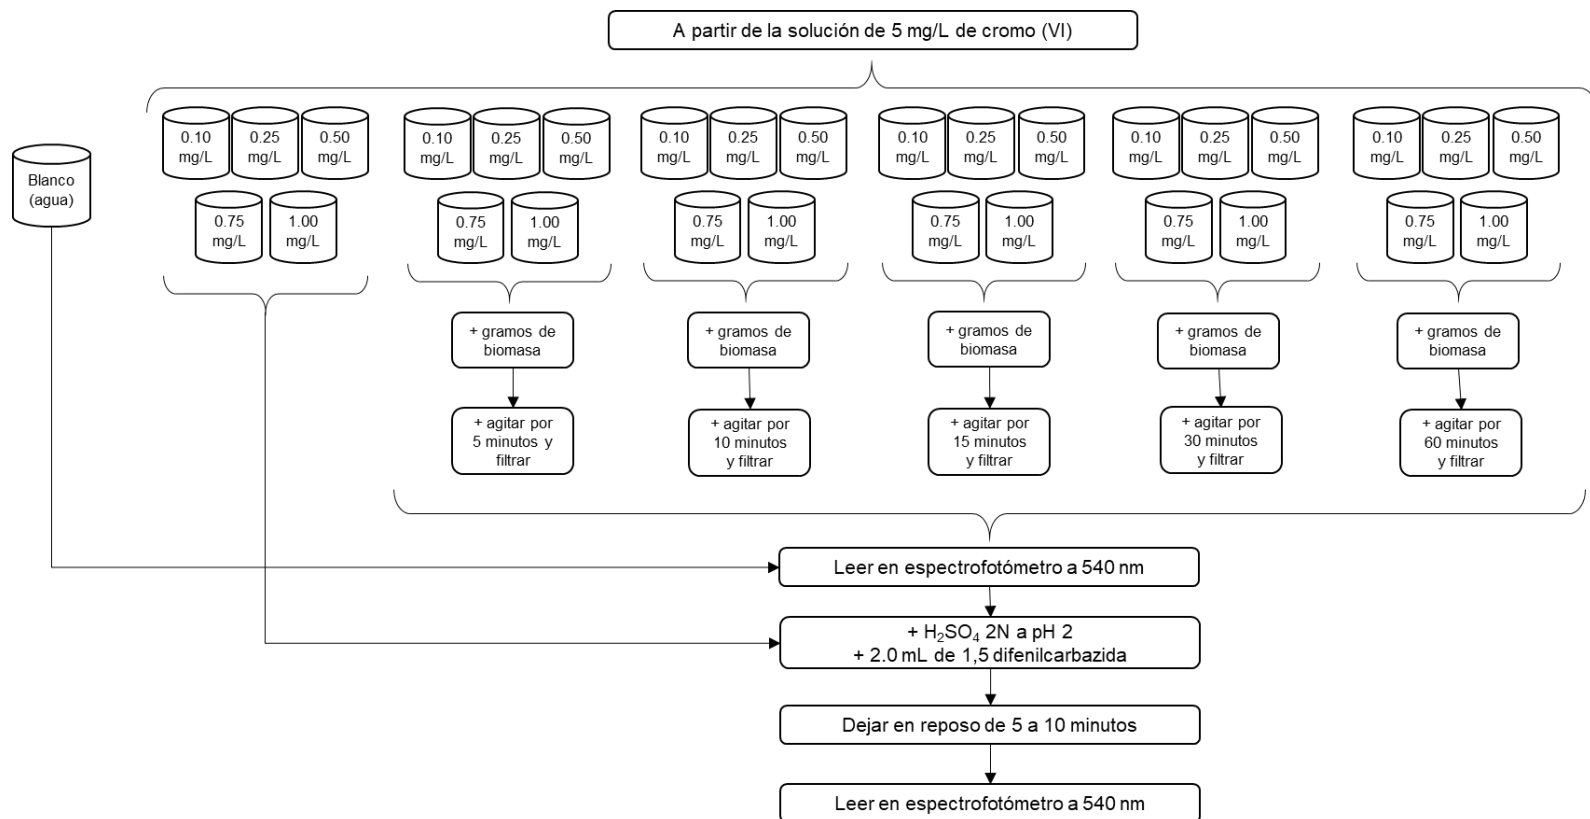 A partir de la solución de 5 mg/L de cromo (VI)
Blanco
(agua)
0.10
mg/L
0.25
mg/L
0.50
mg/L
0.75
mg/L
1.00
mg/L
0.10
mg/L
0.25
mg/L
0.50
mg/L
0.75
mg/L
1.00
mg/L
0.10
mg/L
0.25
mg/L
0.50
mg/L
0.75
mg/L
1.00
mg/L
0.10
mg/L
0.25
mg/L
0.50
mg/L
0.75
mg/L
1.00
mg/L
0.10
mg/L
0.25
mg/L
0.50
mg/L
0.75
mg/L
1.00
mg/L
0.10
mg/L
0.25
mg/L
0.50
mg/L
0.75
mg/L
1.00
mg/L
+ gramos de
biomasa
+ gramos de
biomasa
+ gramos de
biomasa
+ gramos de
biomasa
+ gramos de
biomasa
+ agitar por
5 minutos y
filtrar
+ agitar por
10 minutos
y filtrar
+ agitar por
15 minutos
y filtrar
+ agitar por
30 minutos
y filtrar
+ agitar por
60 minutos
y filtrar
Leer en espectrofotómetro a 540 nm
+ H₂SO₄ 2N a pH 2
+ 2.0 mL de 1,5 difenilcarbazida
Dejar en reposo de 5 a 10 minutos
Leer en espectrofotómetro a 540 nm